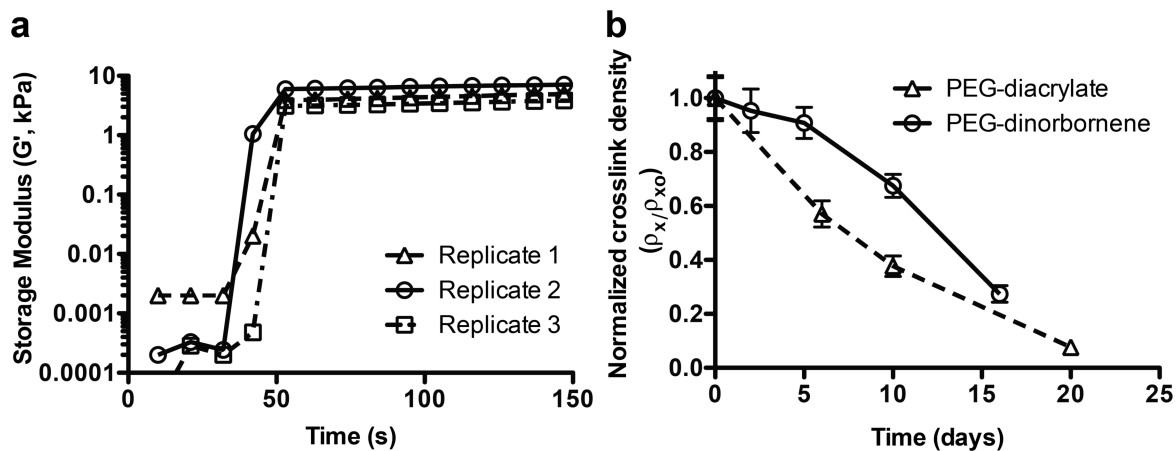 a
Storage Modulus (G', kPa)
10
1
0.1
0.01
0.001
0.0001
0
50
100
150
Time (s)
Replicate 1
Replicate 2
Replicate 3
b
Normalized crosslink density
(ρx/ρxo)
1.0
0.8
0.6
0.4
0.2
0.0
0
5
10
15
20
25
Time (days)
PEG-diacrylate
PEG-dinorbornene